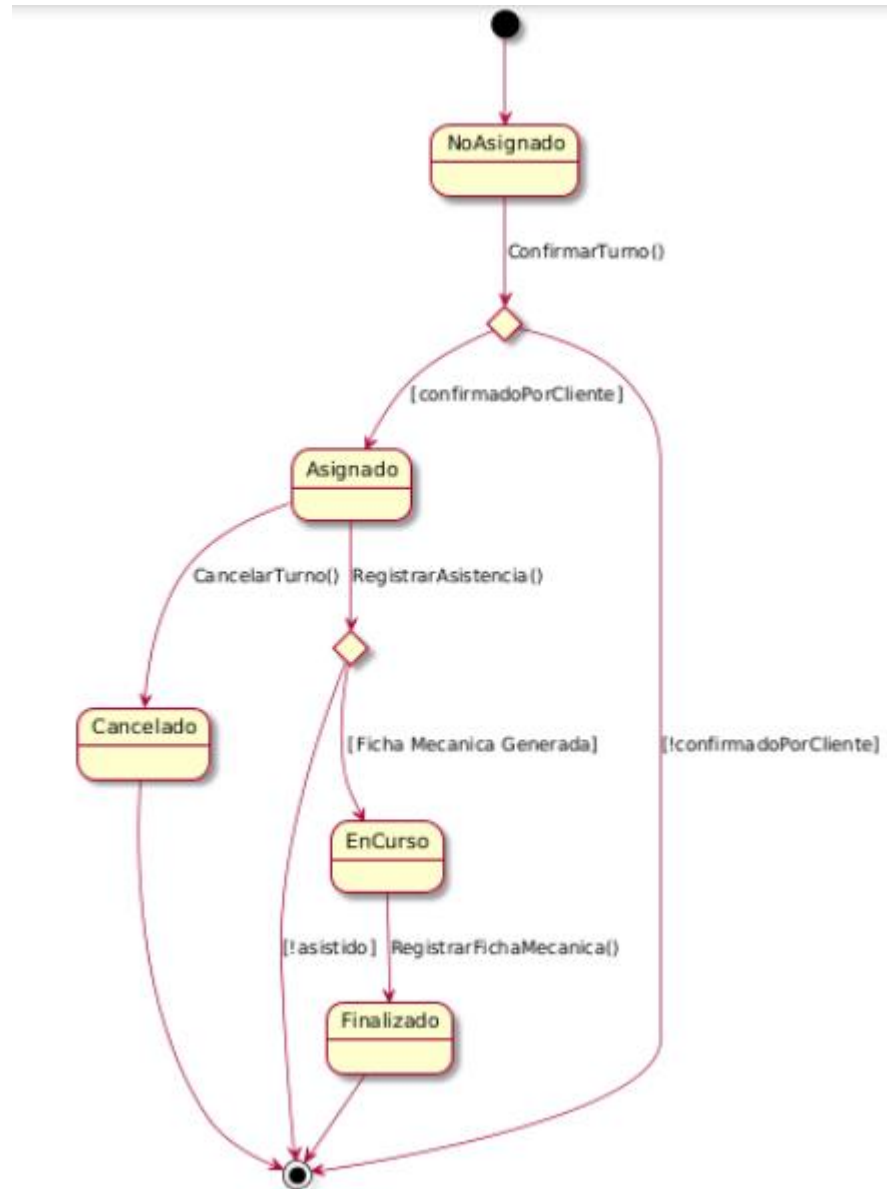 NoAsignado
ConfirmarTurno()
[confirmadoPorCliente]
Asignado
CancelarTurno()
RegistrarAsistencia()
Cancelado
[Ficha Mecanica Generada]
[!confirmadoPorCliente]
EnCurso
[!asistido]
RegistrarFichaMecanica()
Finalizado